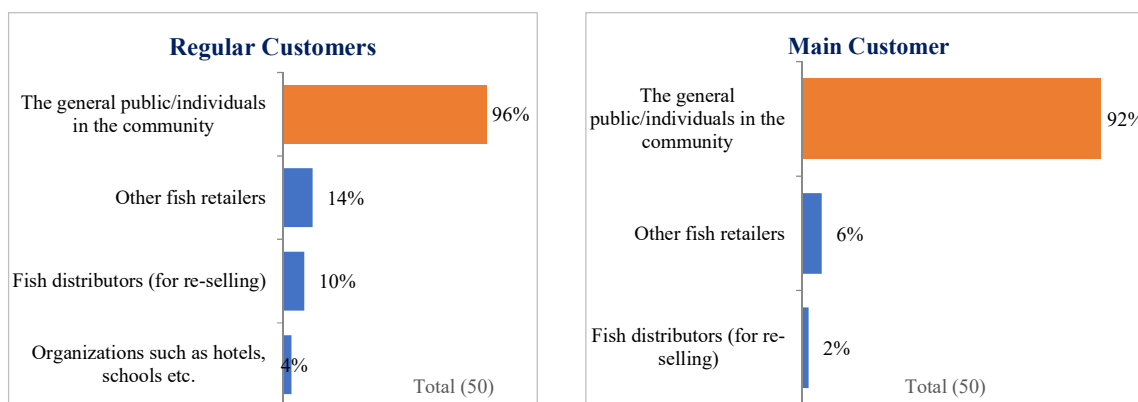 Regular Customers
The general public/individuals
in the community
96%
Other fish retailers
14%
Fish distributors (for re-selling)
10%
Organizations such as hotels,
schools etc.
4%
Total (50)
Main Customer
The general
public/individuals in the
community
92%
Other fish retailers
6%
Fish distributors (for re-
selling)
2%
Total (50)